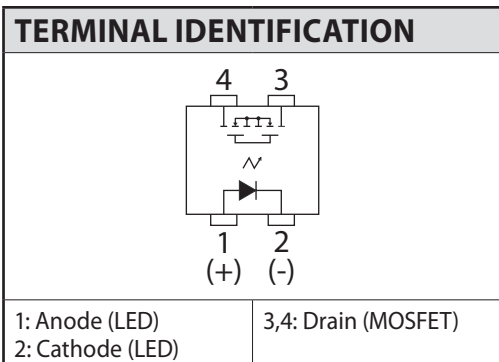 TERMINAL IDENTIFICATION
4 3
1 2
(+) (-)
1: Anode (LED)
2: Cathode (LED)
3,4: Drain (MOSFET)